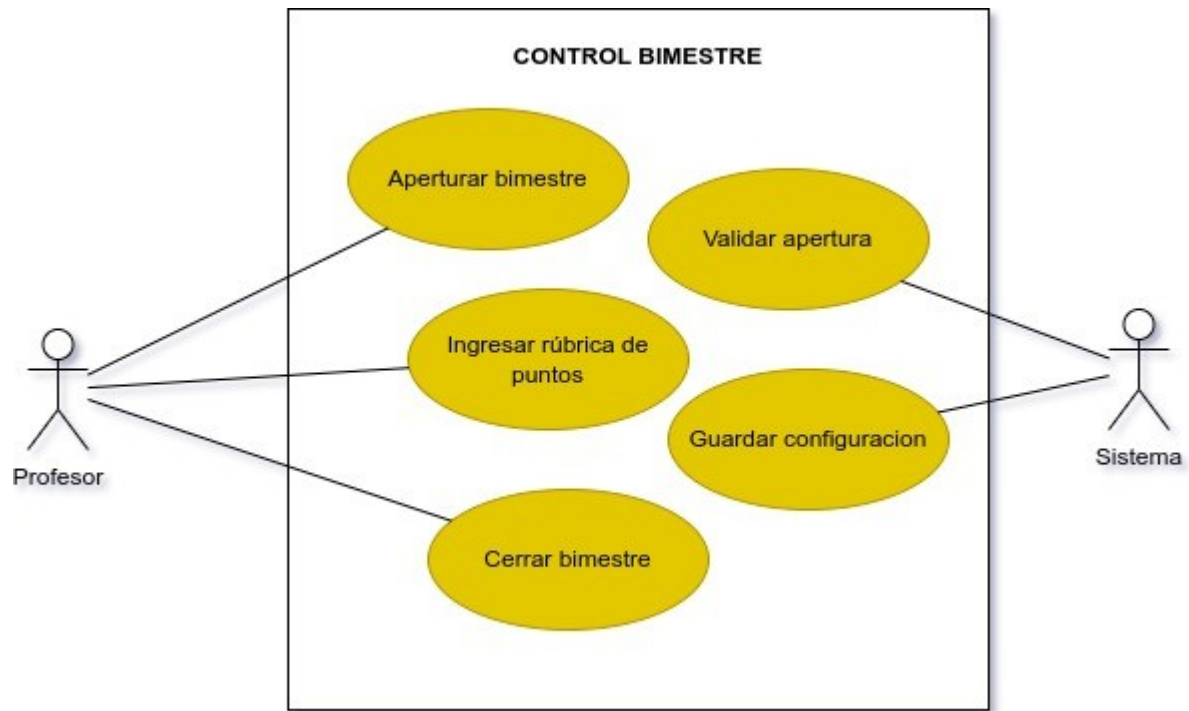 CONTROL BIMESTRE
Aperturar bimestre
Validar apertura
Ingresar rúbrica de
puntos
Guardar configuracion
Profesor
Sistema
Cerrar bimestre